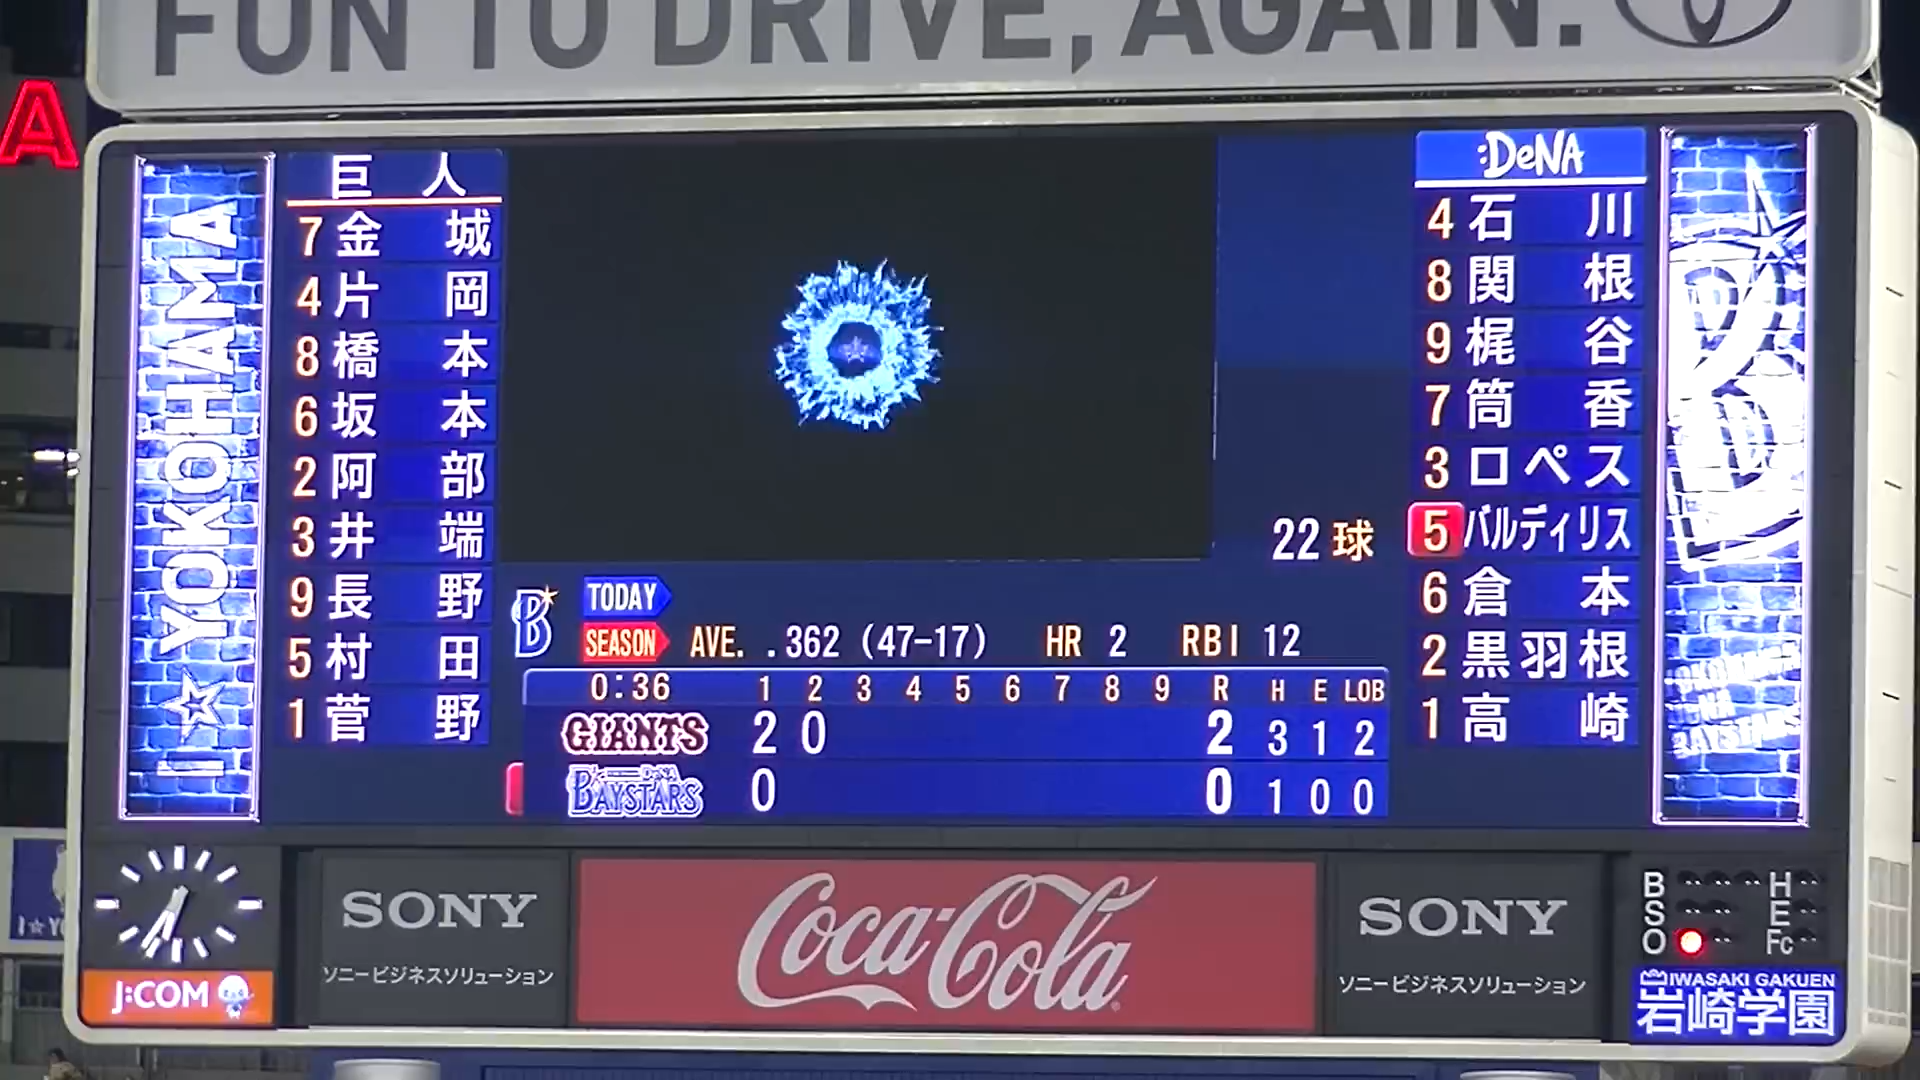 FUN TO DRIVE, AGAIN.
A
I☆YOKOHAMA
巨人
7 金城
4 片岡
8 橋本
6 坂本
2 阿部
3 井端
9 長野
5 村田
1 菅野
:DeNA
4 石川
8 関根
9 梶谷
7 筒香
3 ロペス
5 バルディリス
6 倉本
2 黒羽根
1 高崎
22 球
B
TODAY
SEASON AVE. .362 (47-17) HR 2 RBI 12
0:36 1 2 3 4 5 6 7 8 9 R H E LOB
GIANTS 2 0 2 3 1 2
BAYSTARS 0 0 1 0 0
J:COM
SONY
ソニービジネスソリューション
Coca-Cola
SONY
ソニービジネスソリューション
B H
S E
O Fc
IWASAKI GAKUEN
岩崎学園